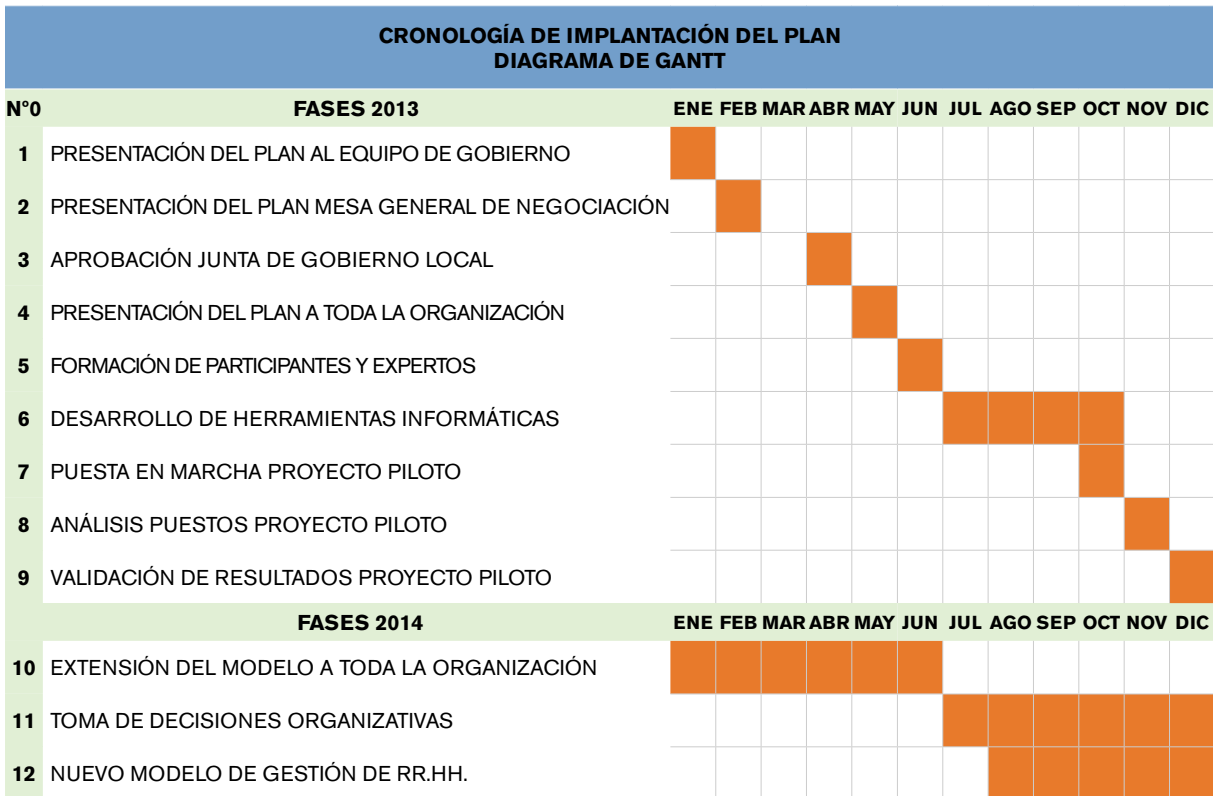 CRONOLOGÍA DE IMPLANTACIÓN DEL PLAN
DIAGRAMA DE GANTT
Nº0 FASES 2013 ENE FEB MAR ABR MAY JUN JUL AGO SEP OCT NOV DIC
1 PRESENTACIÓN DEL PLAN AL EQUIPO DE GOBIERNO
2 PRESENTACIÓN DEL PLAN MESA GENERAL DE NEGOCIACIÓN
3 APROBACIÓN JUNTA DE GOBIERNO LOCAL
4 PRESENTACIÓN DEL PLAN A TODA LA ORGANIZACIÓN
5 FORMACIÓN DE PARTICIPANTES Y EXPERTOS
6 DESARROLLO DE HERRAMIENTAS INFORMÁTICAS
7 PUESTA EN MARCHA PROYECTO PILOTO
8 ANÁLISIS PUESTOS PROYECTO PILOTO
9 VALIDACIÓN DE RESULTADOS PROYECTO PILOTO
FASES 2014 ENE FEB MAR ABR MAY JUN JUL AGO SEP OCT NOV DIC
10 EXTENSIÓN DEL MODELO A TODA LA ORGANIZACIÓN
11 TOMA DE DECISIONES ORGANIZATIVAS
12 NUEVO MODELO DE GESTIÓN DE RR.HH.